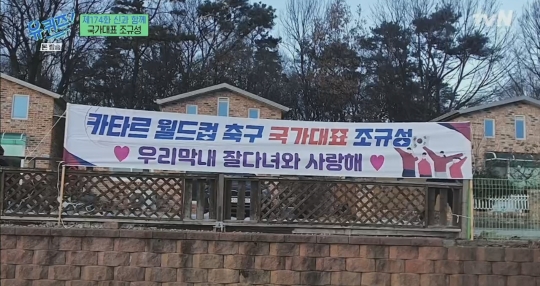 유퀴즈?
제174화 신과 함께
국가대표 조규성
tvN
카타르 월드컵 축구 국가대표 조규성
♥ 우리막내 잘다녀와 사랑해 ♥